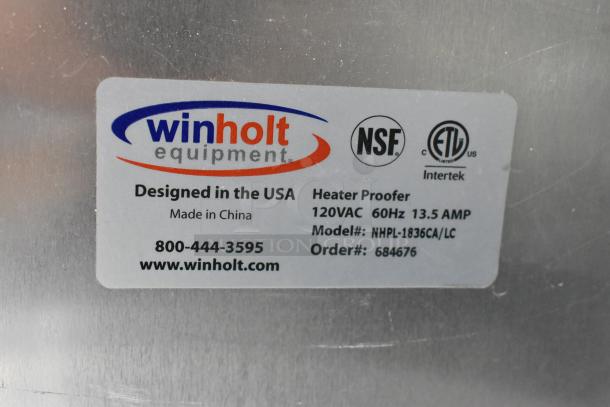 winholt
equipment
NSF
C ETL US
LISTED
Intertek
Designed in the USA
Made in China
800-444-3595
www.winholt.com
Heater Proofer
120VAC 60Hz 13.5 AMP
Model#: NHPL-1836CA/LC
Order#: 684676